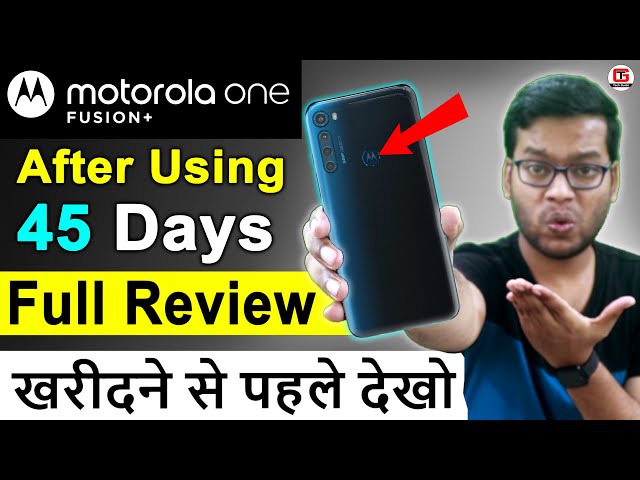 motorola one
FUSION+
After Using
45 Days
Full Review
खरीदने से पहले देखो